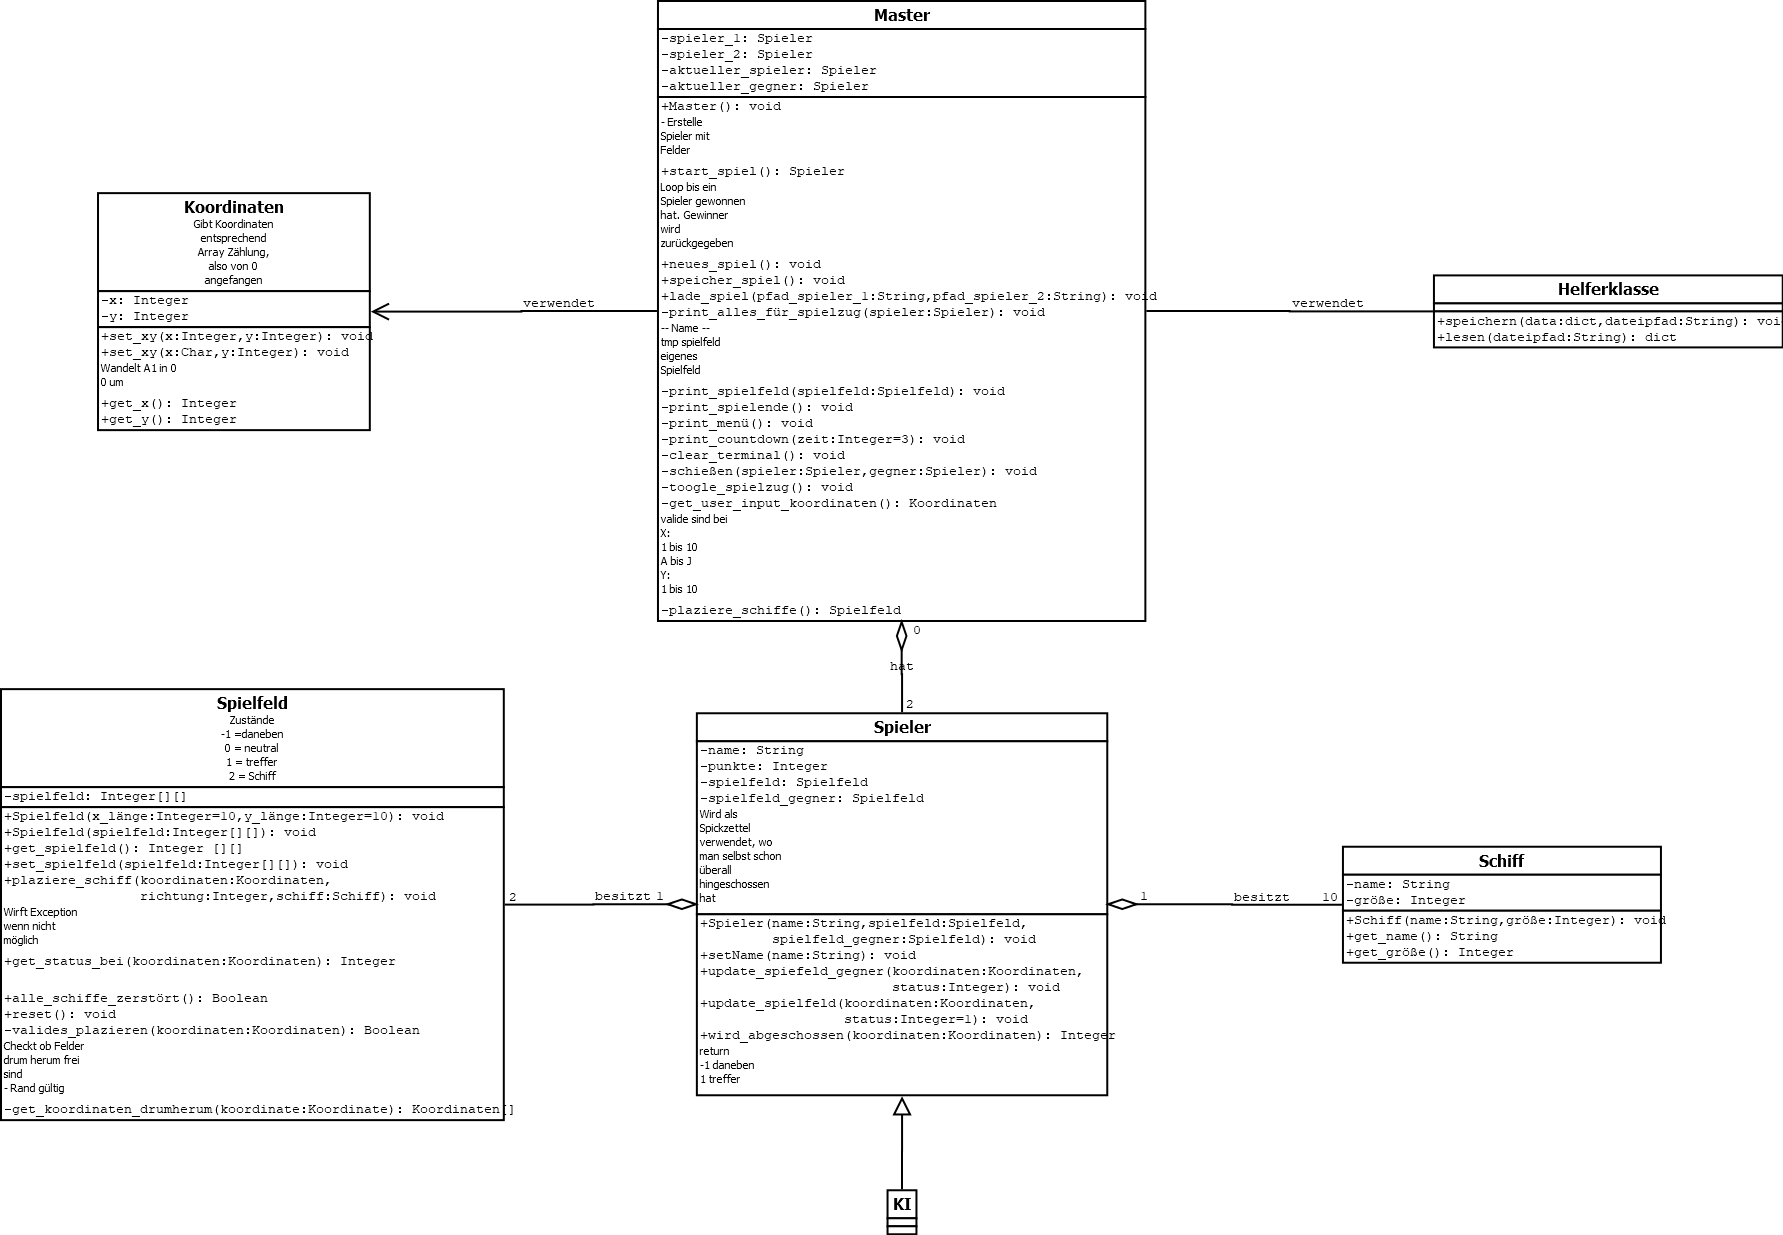 Master
-spieler_1: Spieler
-spieler_2: Spieler
-aktueller_spieler: Spieler
-aktueller_gegner: Spieler
+Master(): void
- Erstelle
Spieler mit
Felder
+start_spiel(): Spieler
Loop bis ein
Spieler gewonnen
hat. Gewinner
wird
zurückgegeben
+neues_spiel(): void
+speicher_spiel(): void
+lade_spiel(pfad_spieler_1:String,pfad_spieler_2:String): void
-print_alles_für_spielzug(spieler:Spieler): void
-- Name --
tmp spielfeld
eigenes
Spielfeld
-print_spielfeld(spielfeld:Spielfeld): void
-print_spielende(): void
-print_menü(): void
-print_countdown(zeit:Integer=3): void
-clear_terminal(): void
-schießen(spieler:Spieler,gegner:Spieler): void
-toogle_spielzug(): void
-get_user_input_koordinaten(): Koordinaten
valide sind bei
X:
1 bis 10
A bis J
Y:
1 bis 10
-plaziere_schiffe(): Spielfeld
Koordinaten
Gibt Koordinaten
entsprechend
Array Zählung,
also von 0
angefangen
-x: Integer
-y: Integer
+set_xy(x:Integer,y:Integer): void
+set_xy(x:Char,y:Integer): void
Wandelt A1 in 0
0 um
+get_x(): Integer
+get_y(): Integer
verwendet
verwendet
Helferklasse
+speichern(data:dict,dateipfad:String): voi
+lesen(dateipfad:String): dict
0
hat
2
Spielfeld
Zustände
-1 =daneben
0 = neutral
1 = treffer
2 = Schiff
-spielfeld: Integer[][]
+Spielfeld(x_länge:Integer=10,y_länge:Integer=10): void
+Spielfeld(spielfeld:Integer[][]): void
+get_spielfeld(): Integer [][]
+set_spielfeld(spielfeld:Integer[][]): void
+plaziere_schiff(koordinaten:Koordinaten,
richtung:Integer,schiff:Schiff): void
Wirft Exception
wenn nicht
möglich
+get_status_bei(koordinaten:Koordinaten): Integer
+alle_schiffe_zerstört(): Boolean
+reset(): void
-valides_plazieren(koordinaten:Koordinaten): Boolean
Checkt ob Felder
drum herum frei
sind
- Rand gültig
-get_koordinaten_drumherum(koordinate:Koordinate): Koordinaten[]
2
besitzt 1
Spieler
-name: String
-punkte: Integer
-spielfeld: Spielfeld
-spielfeld_gegner: Spielfeld
Wird als
Spickzettel
verwendet, wo
man selbst schon
überall
hingeschossen
hat
+Spieler(name:String,spielfeld:Spielfeld,
spielfeld_gegner:Spielfeld): void
+setName(name:String): void
+update_spiefeld_gegner(koordinaten:Koordinaten,
status:Integer): void
+update_spielfeld(koordinaten:Koordinaten,
status:Integer=1): void
+wird_abgeschossen(koordinaten:Koordinaten): Integer
return
-1 daneben
1 treffer
1
besitzt
10
Schiff
-name: String
-größe: Integer
+Schiff(name:String,größe:Integer): void
+get_name(): String
+get_größe(): Integer
KI